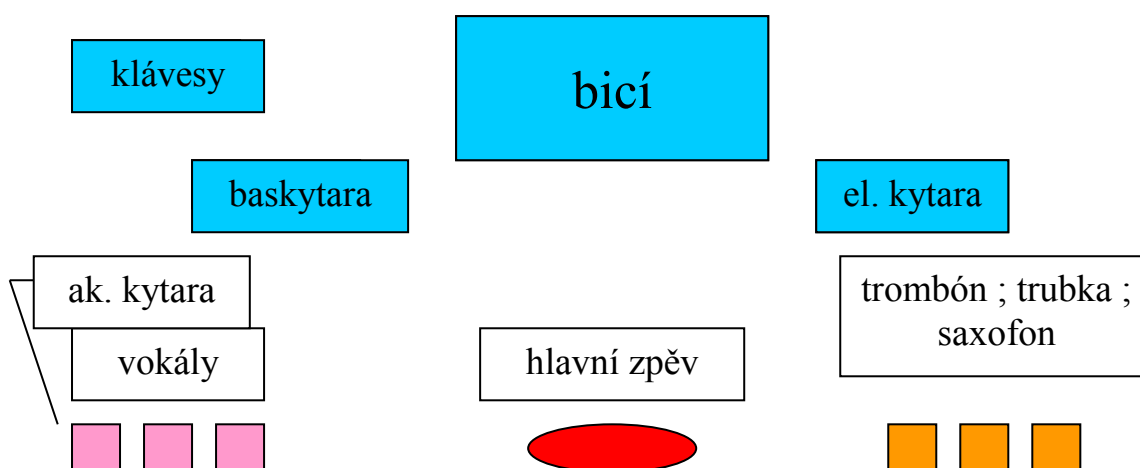 klávesy
bicí
baskytara
el. kytara
ak. kytara
trombón ; trubka ;
saxofon
vokály
hlavní zpěv